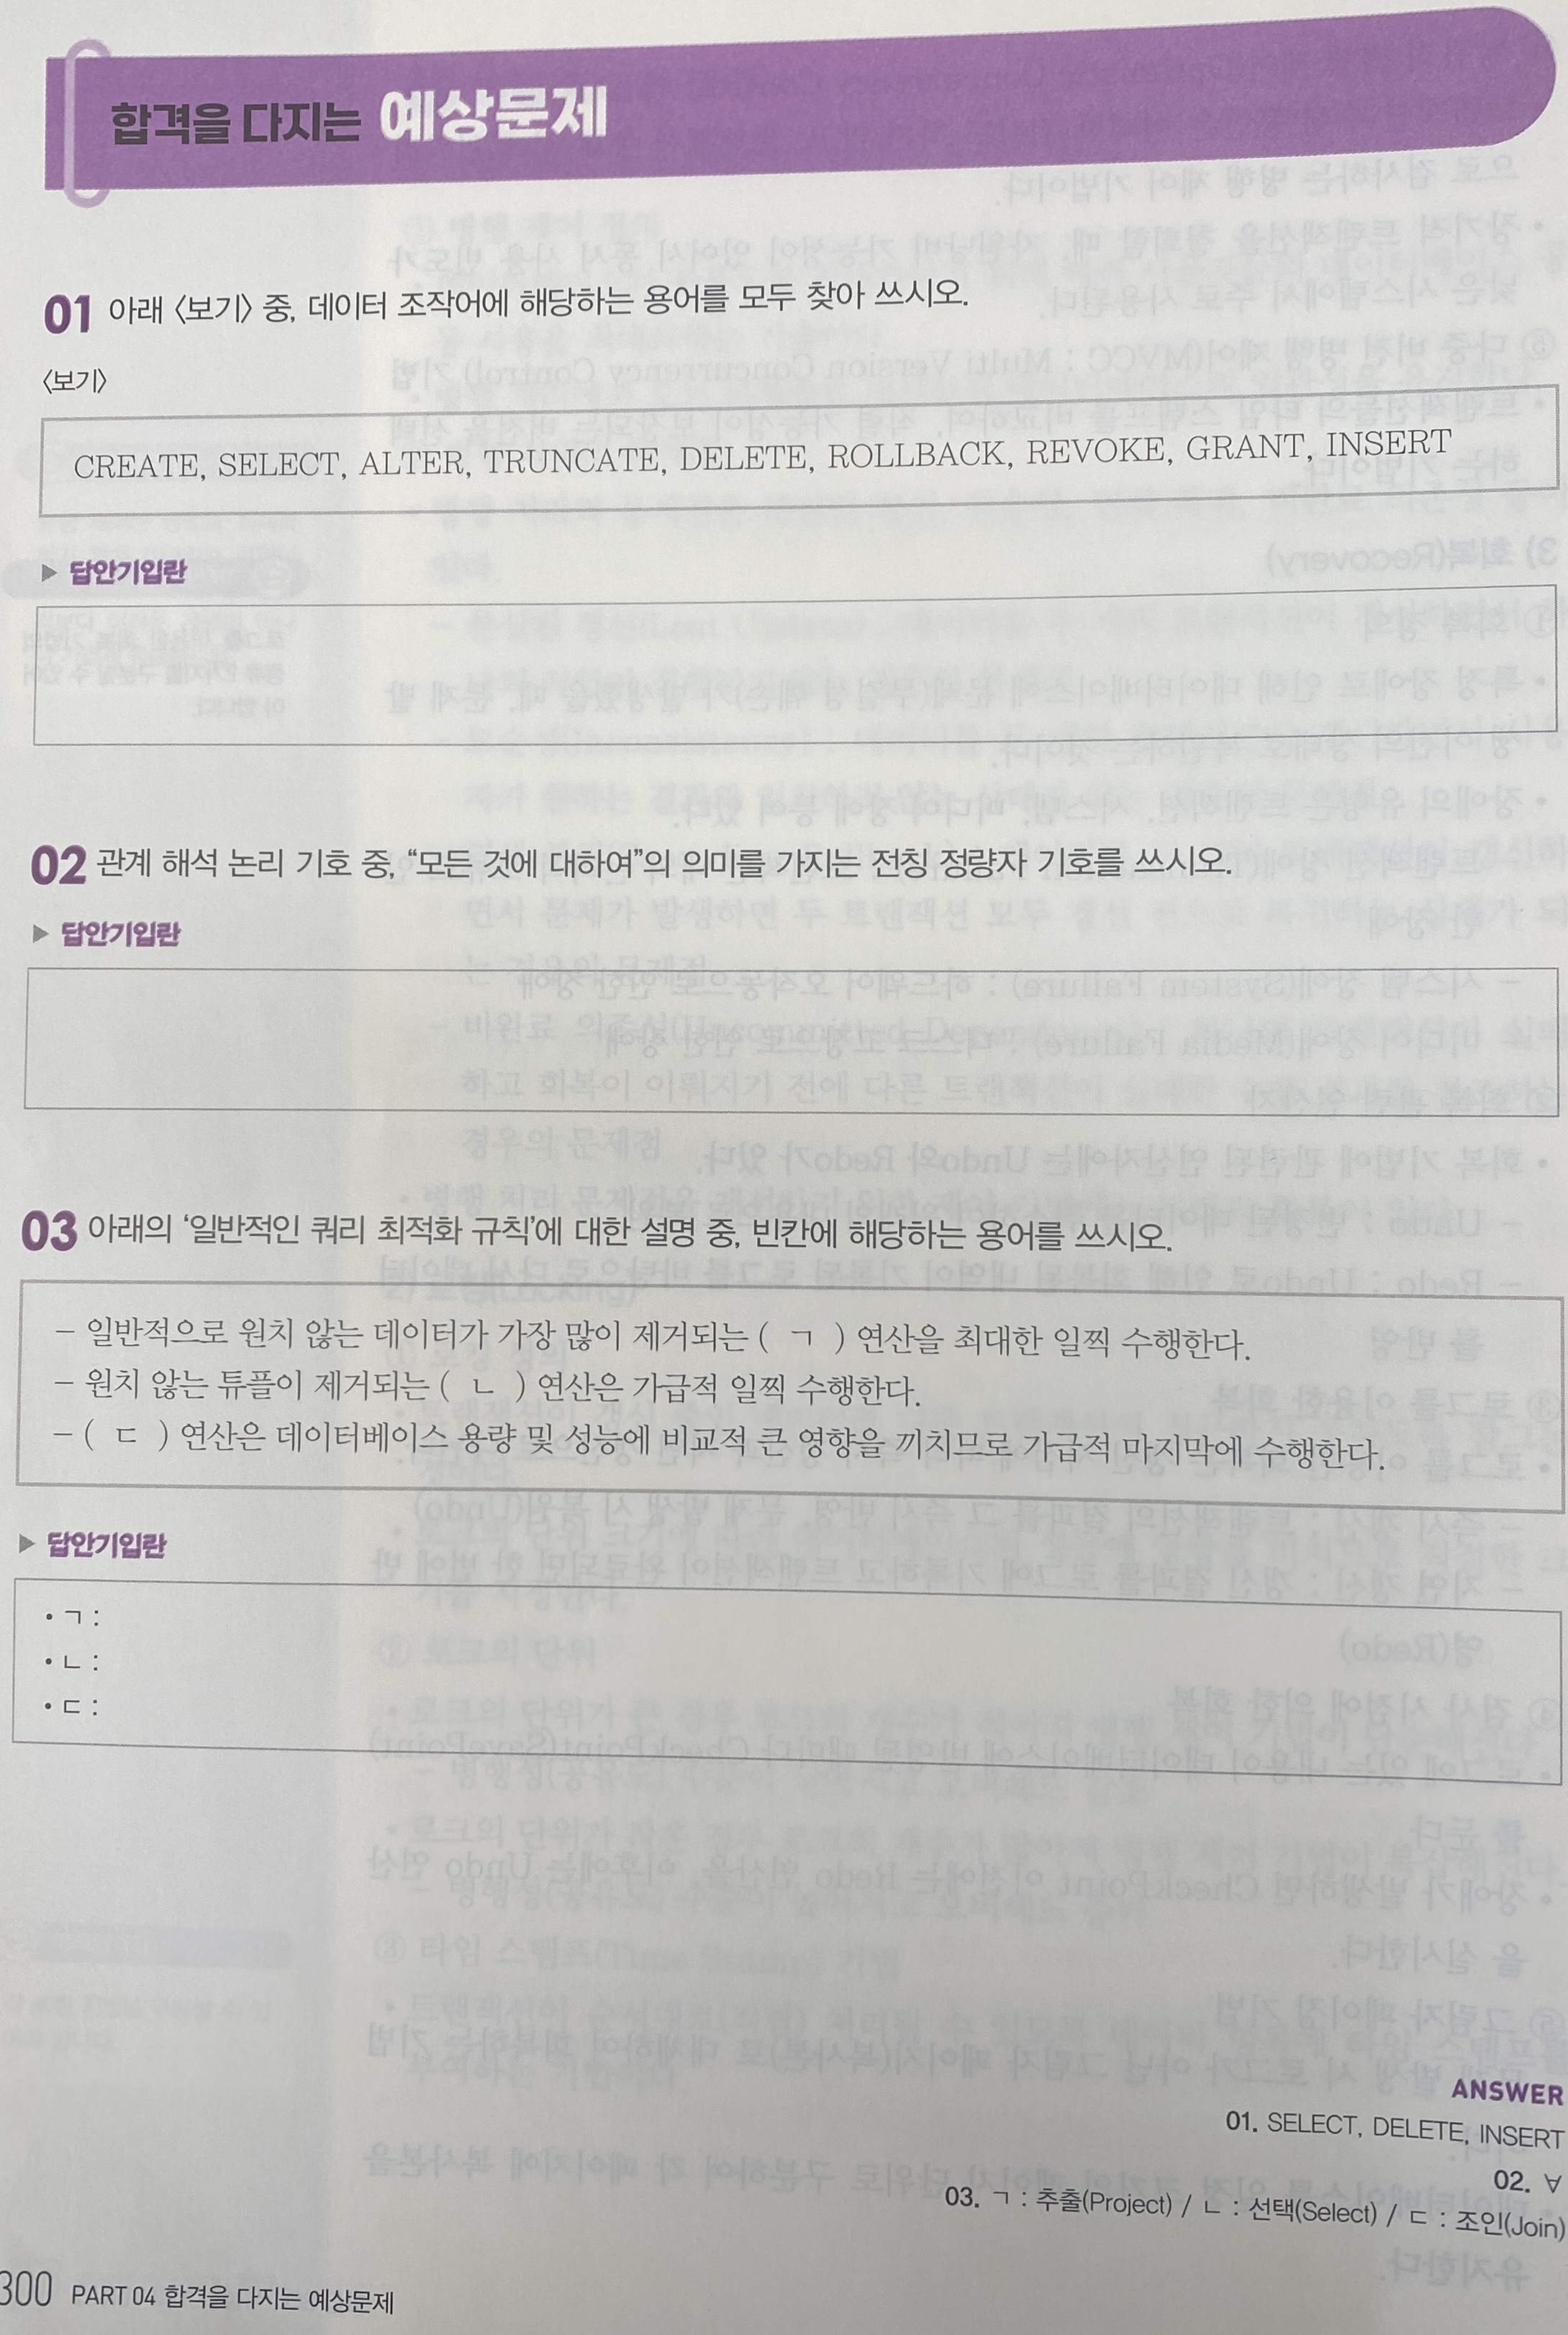 합격을 다지는 예상문제
01 아래 〈보기〉 중, 데이터 조작어에 해당하는 용어를 모두 찾아 쓰시오.
〈보기〉
CREATE, SELECT, ALTER, TRUNCATE, DELETE, ROLLBACK, REVOKE, GRANT, INSERT
▶ 답안기입란
02 관계 해석 논리 기호 중, “모든 것에 대하여”의 의미를 가지는 전칭 정량자 기호를 쓰시오.
▶ 답안기입란
03 아래의 ‘일반적인 쿼리 최적화 규칙’에 대한 설명 중, 빈칸에 해당하는 용어를 쓰시오.
– 일반적으로 원치 않는 데이터가 가장 많이 제거되는 ( ㄱ ) 연산을 최대한 일찍 수행한다.
– 원치 않는 튜플이 제거되는 ( ㄴ ) 연산은 가급적 일찍 수행한다.
– ( ㄷ ) 연산은 데이터베이스 용량 및 성능에 비교적 큰 영향을 끼치므로 가급적 마지막에 수행한다.
▶ 답안기입란
• ㄱ :
• ㄴ :
• ㄷ :
ANSWER
01. SELECT, DELETE, INSERT
02. ∀
03. ㄱ : 추출(Project) / ㄴ : 선택(Select) / ㄷ : 조인(Join)
300 PART 04 합격을 다지는 예상문제